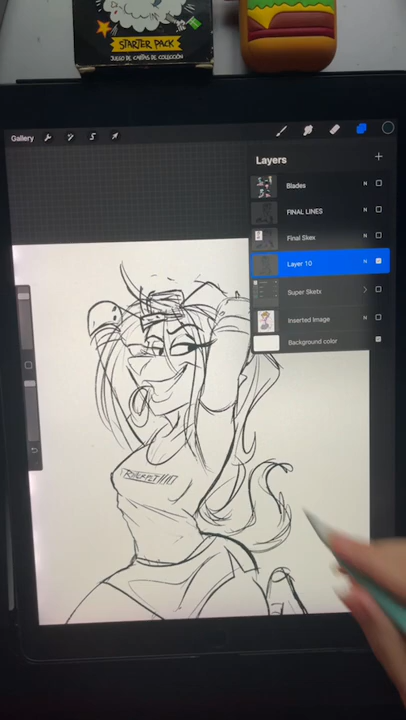 STARTER PACK
JUEGO DE CARTAS DE COLECCIÓN
Gallery
Layers
Blades N
FINAL LINES N
Final Skex N
Layer 10 N
Super Skets
Inserted Image N
Background color